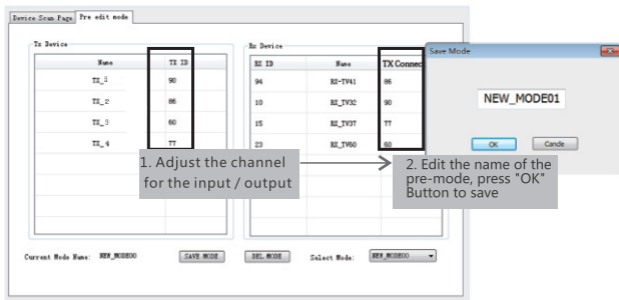 Device Scan Page Pre edit mode
Tx Device
Name TX ID
TX_1 90
TX_2 86
TX_3 60
TX_4 77
Rx Device
RX ID Name TX Connec
94 RX-TV41 86
10 RX_TV32 90
15 RX_TV37 77
23 RX_TV60 60
Save Mode
NEW_MODE01
OK Cancle
1. Adjust the channel
for the input / output
2. Edit the name of the
pre-mode, press "OK"
Button to save
Current Mode Name: NEW_MODE00 SAVE MODE DEL MODE Select Mode: NEW_MODE00